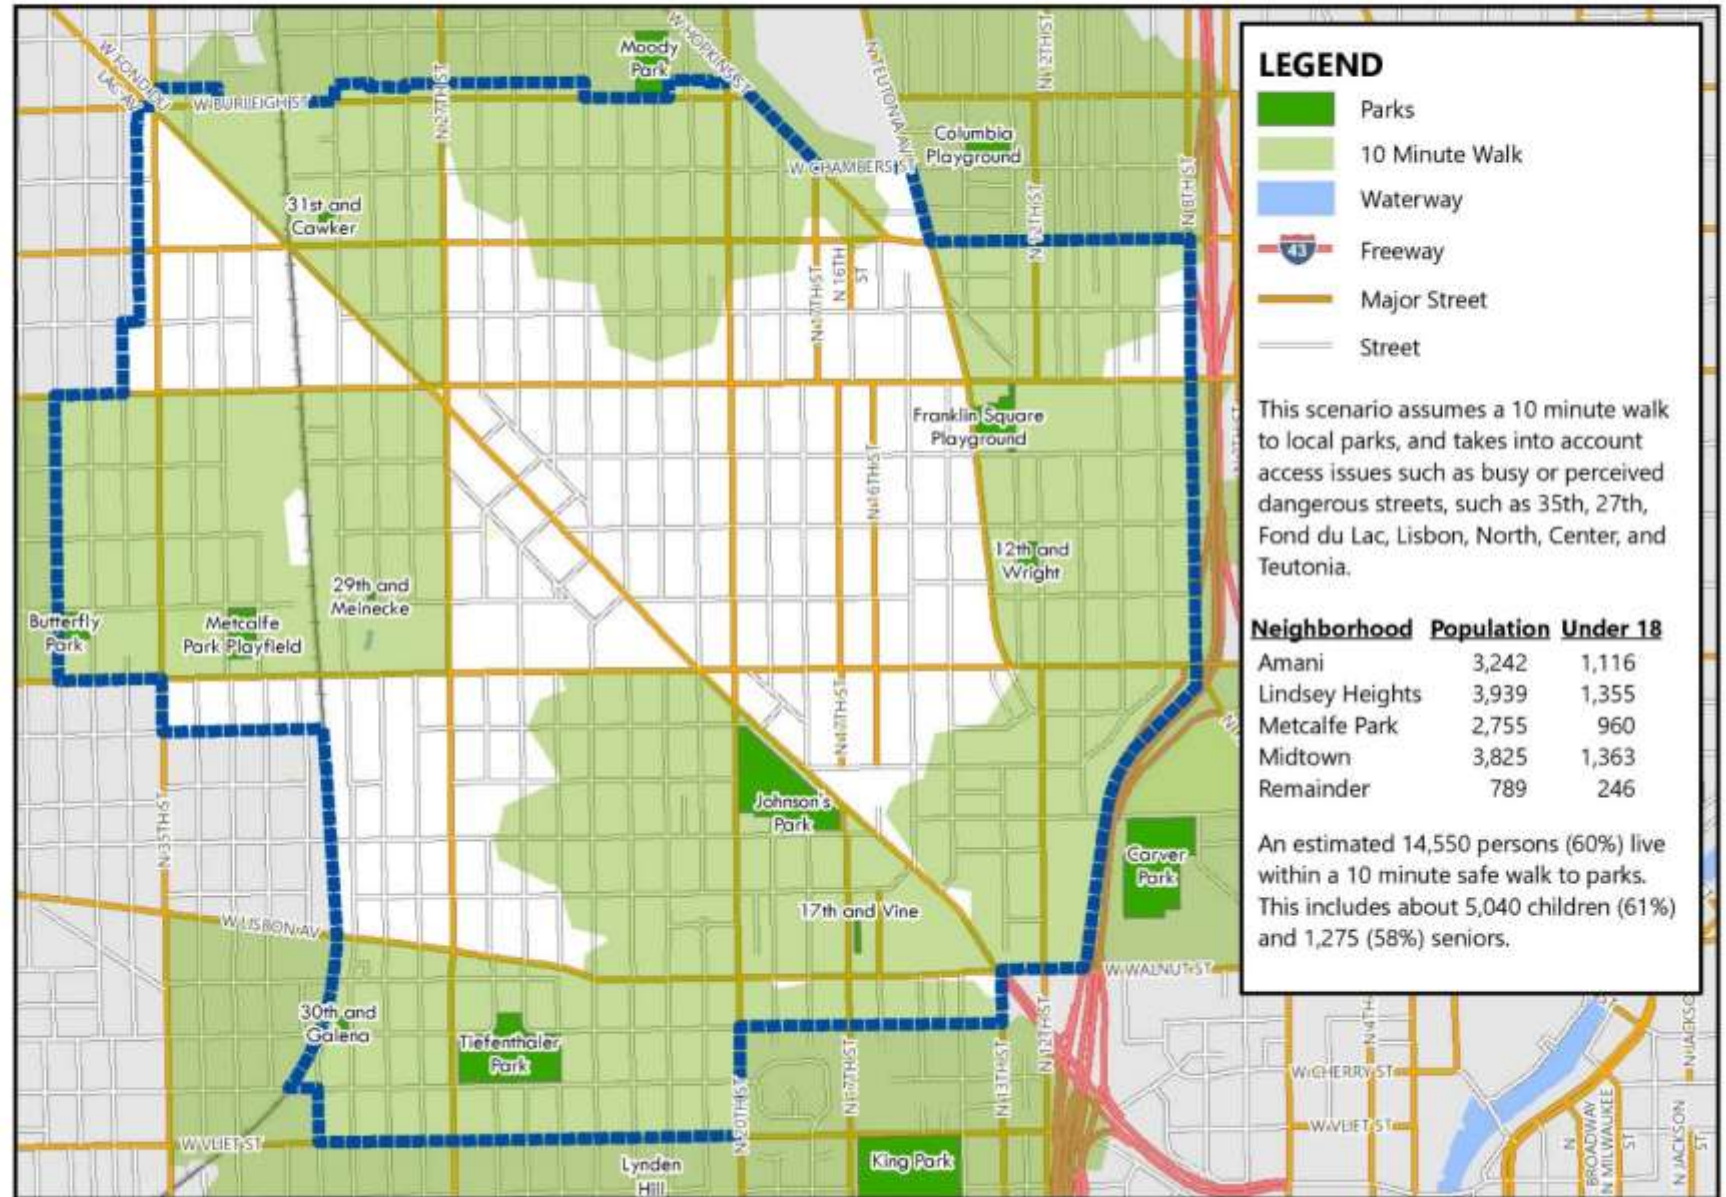 W FOND DU
LAC AV
W BURLEIGH ST
N 27TH ST
Moody
Park
W HOPKINS ST
N TEUTONIA AV
N 12TH ST
Columbia
Playground
W CHAMBERS ST
N 8TH ST
31st and
Cawker
N 12TH ST
N 17TH ST
N 16TH
ST
Franklin Square
Playground
N 16TH ST
12th and
Wright
29th and
Meinecke
Butterfly
Park
Metcalfe
Park Playfield
N 17TH ST
Johnson's
Park
N 35TH ST
Carver
Park
17th and Vine
W LISBON AV
W WALNUT ST
30th and
Galena
Tiefenthaler
Park
N 20TH ST
N 17TH ST
N 13TH ST
N 12TH ST
W VLIET ST
Lynden
Hill
King Park
W CHERRY ST
W VLIET ST
N
BROADWAY
N MILWAUKEE
ST
N JACKSON
ST
LEGEND
Parks
10 Minute Walk
Waterway
43
Freeway
Major Street
Street
This scenario assumes a 10 minute walk
to local parks, and takes into account
access issues such as busy or perceived
dangerous streets, such as 35th, 27th,
Fond du Lac, Lisbon, North, Center, and
Teutonia.
Neighborhood Population Under 18
Amani 3,242 1,116
Lindsey Heights 3,939 1,355
Metcalfe Park 2,755 960
Midtown 3,825 1,363
Remainder 789 246
An estimated 14,550 persons (60%) live
within a 10 minute safe walk to parks.
This includes about 5,040 children (61%)
and 1,275 (58%) seniors.